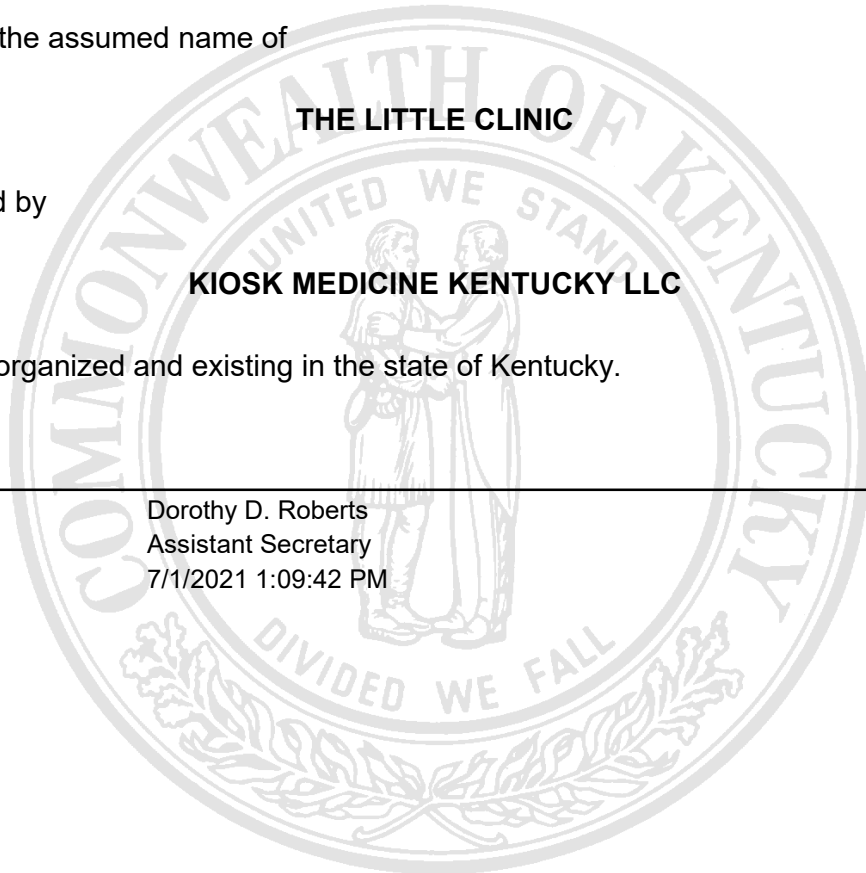 the assumed name of
THE LITTLE CLINIC
d by
KIOSK MEDICINE KENTUCKY LLC
organized and existing in the state of Kentucky.
Dorothy D. Roberts
Assistant Secretary
7/1/2021 1:09:42 PM
COMMONWEALTH OF KENTUCKY
UNITED WE STAND
DIVIDED WE FALL